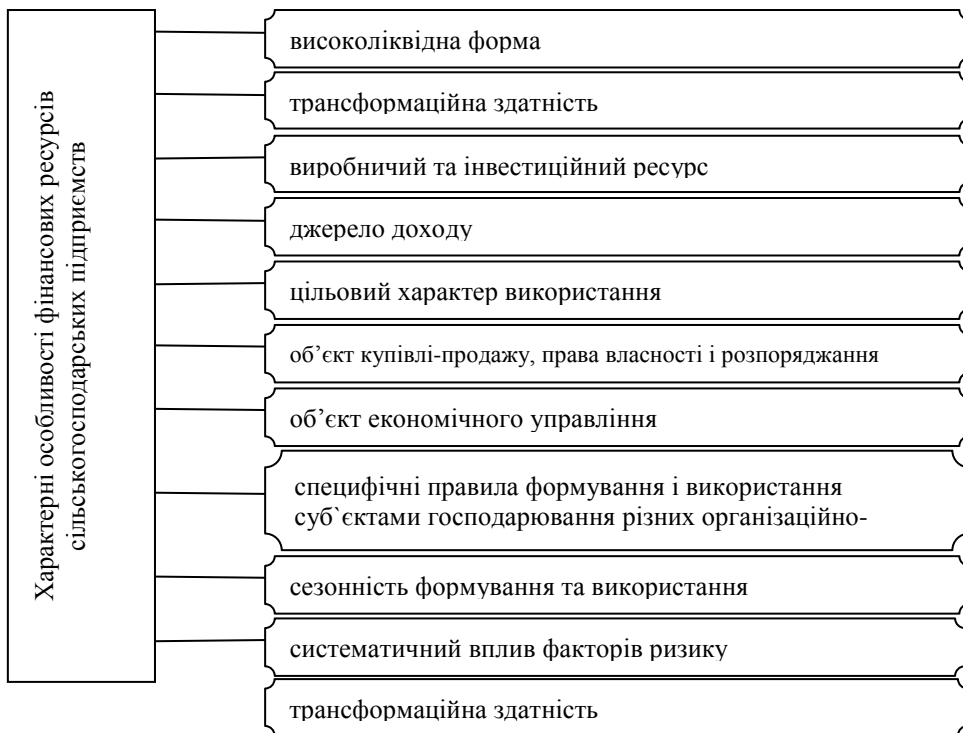 Характерні особливості фінансових ресурсів
сільськогосподарських підприємств
високоліквідна форма
трансформаційна здатність
виробничий та інвестиційний ресурс
джерело доходу
цільовий характер використання
об’єкт купівлі-продажу, права власності і розпоряджання
об’єкт економічного управління
специфічні правила формування і використання
суб`єктами господарювання різних організаційно-
сезонність формування та використання
систематичний вплив факторів ризику
трансформаційна здатність